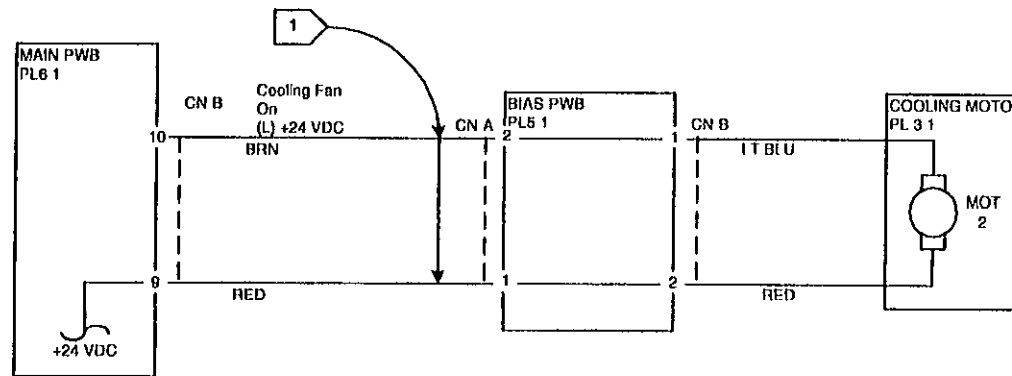 1
MAIN PWB
PL6 1
CN B
Cooling Fan
On
(L) +24 VDC
10
BRN
CN A
BIAS PWB
PL5 1
2
1
CN B
LT BLU
COOLING MOTO
PL 3 1
MOT
2
9
RED
1
2
RED
+24 VDC